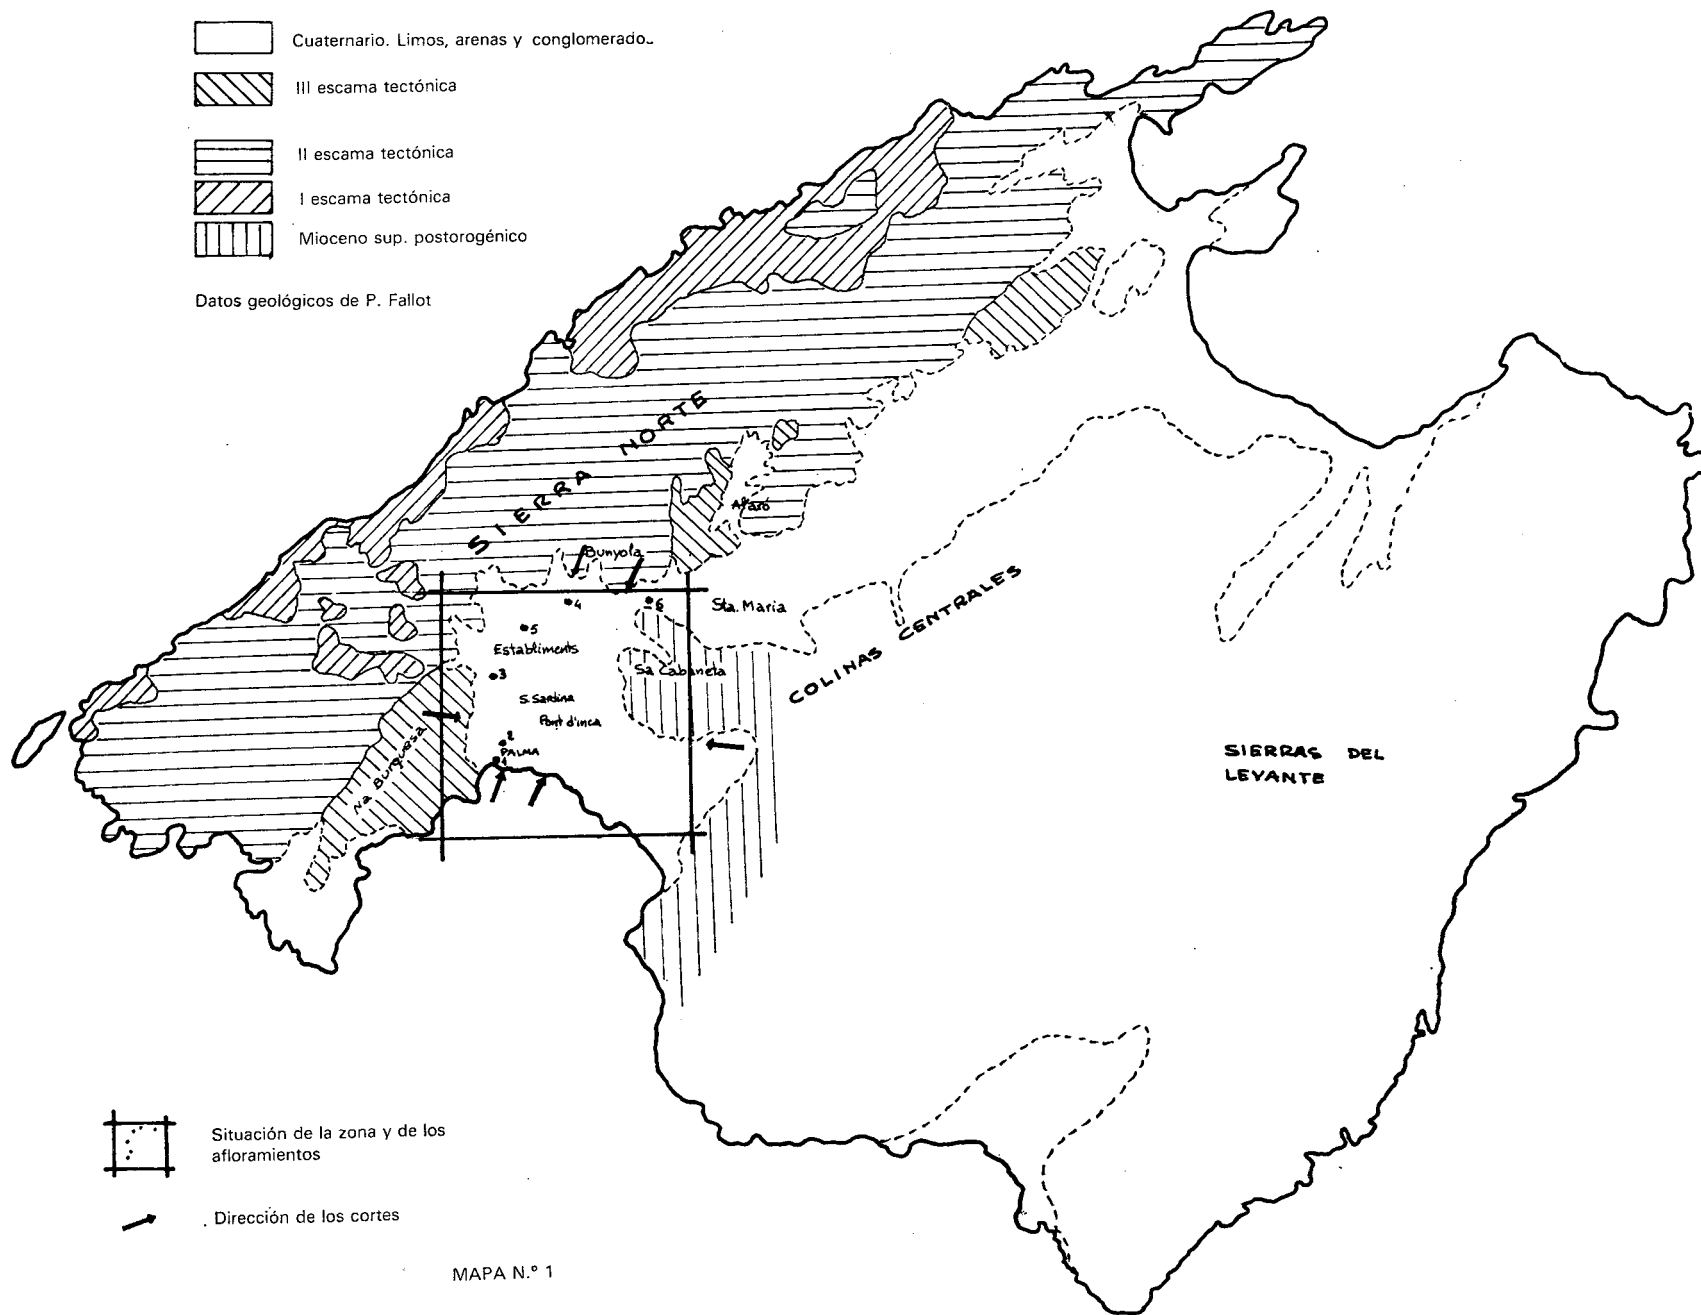 Cuaternario. Limos, arenas y conglomerado..
III escama tectónica
II escama tectónica
I escama tectónica
Mioceno sup. postorogénico
Datos geológicos de P. Fallot
SIERRA NORTE
Alaró
Bunyola
4
6
Sta. Maria
5
Establiments
3
Sa Cabaneta
COLINAS CENTRALES
S. Sardina
Pont d'inca
2
PALMA
1
Na Burguesa
SIERRAS DEL
LEVANTE
Situación de la zona y de los
afloramientos
Dirección de los cortes
MAPA N.º 1